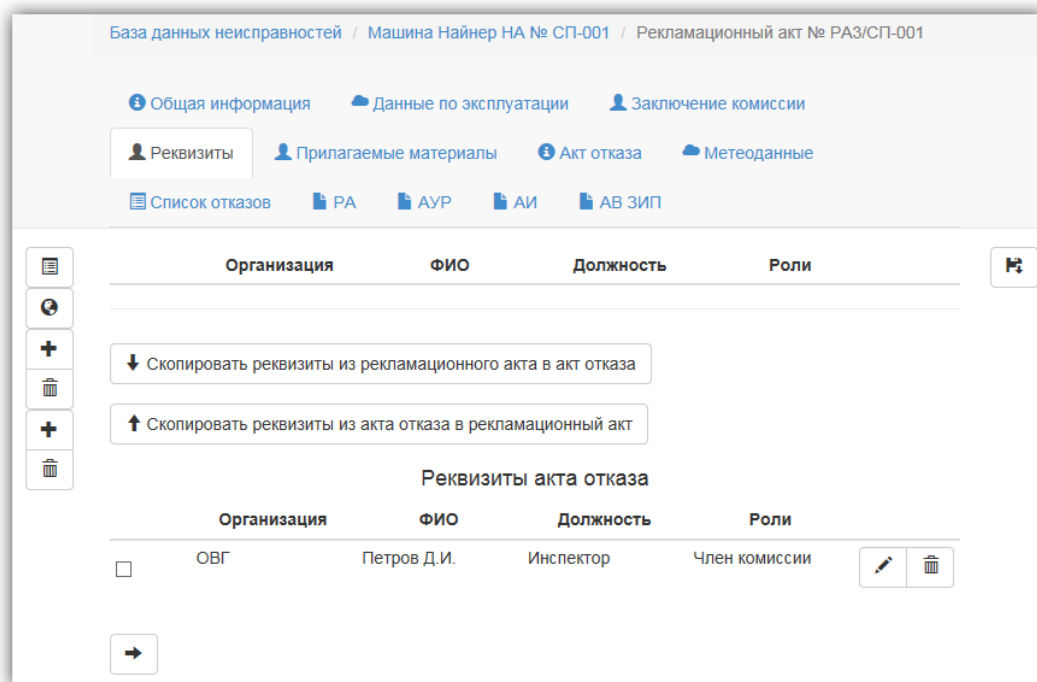 База данных неисправностей / Машина Найнер НА № СП-001 / Рекламационный акт № РА3/СП-001
Общая информация Данные по эксплуатации Заключение комиссии
Реквизиты Прилагаемые материалы Акт отказа Метеоданные
Список отказов РА АУР АИ АВ ЗИП
Организация ФИО Должность Роли
Скопировать реквизиты из рекламационного акта в акт отказа
Скопировать реквизиты из акта отказа в рекламационный акт
Реквизиты акта отказа
Организация ФИО Должность Роли
ОВГ Петров Д.И. Инспектор Член комиссии